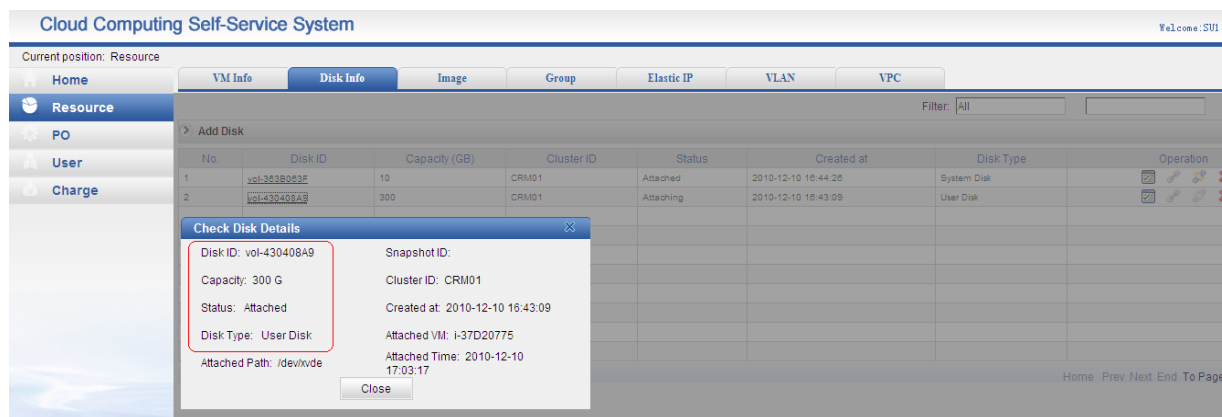 Cloud Computing Self-Service System
Welcome:SU1
Current position: Resource
Home
Resource
PO
User
Charge
VM Info Disk Info Image Group Elastic IP VLAN VPC
Filter: All
Add Disk
No. Disk ID Capacity (GB) Cluster ID Status Created at Disk Type Operation
1 vol-363B063F 10 CRM01 Attached 2010-12-10 16:44:26 System Disk
2 vol-430408A9 300 CRM01 Attaching 2010-12-10 16:43:09 User Disk
Check Disk Details
Disk ID: vol-430408A9 Snapshot ID:
Capacity: 300 G Cluster ID: CRM01
Status: Attached Created at: 2010-12-10 16:43:09
Disk Type: User Disk Attached VM: i-37D20775
Attached Path: /dev/xvde Attached Time: 2010-12-10
17:03:17
Close
Home Prev Next End To Page